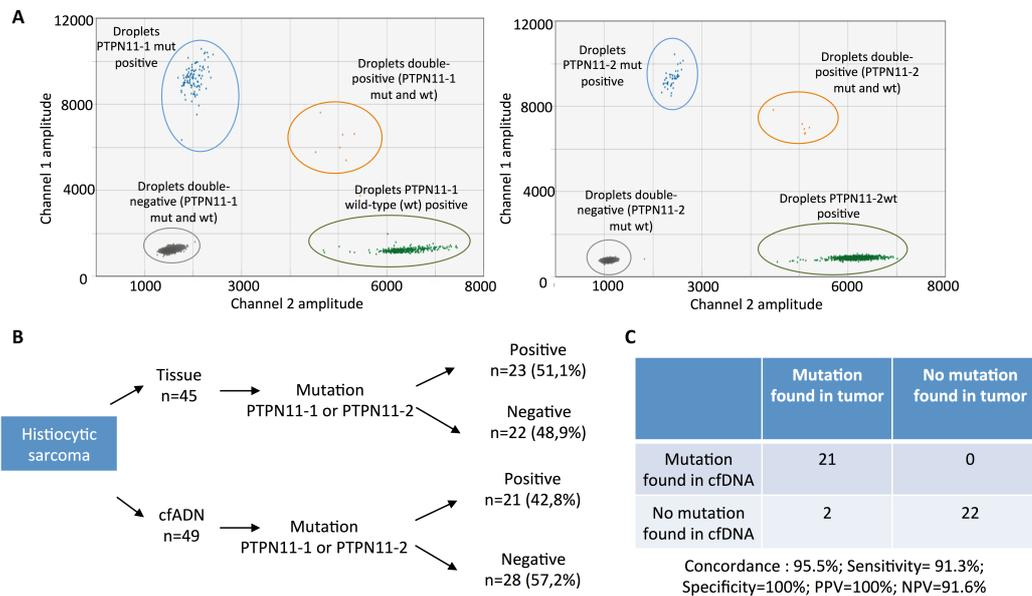 A
12000
8000
4000
0
1000
3000
6000
8000
Channel 1 amplitude
Channel 2 amplitude
Droplets
PTPN11-1 mut
positive
Droplets double-
positive (PTPN11-1
mut and wt)
Droplets double-
negative (PTPN11-1
mut and wt)
Droplets PTPN11-1
wild-type (wt) positive
12000
8000
4000
0
0
1000
3000
6000
8000
Channel 1 amplitude
Channel 2 amplitude
Droplets
PTPN11-2 mut
positive
Droplets double-
positive (PTPN11-2
mut and wt)
Droplets double-
negative (PTPN11-2
mut wt)
Droplets PTPN11-2wt
positive
B
Histiocytic
sarcoma
Tissue
n=45
Mutation
PTPN11-1 or PTPN11-2
Positive
n=23 (51,1%)
Negative
n=22 (48,9%)
cfADN
n=49
Mutation
PTPN11-1 or PTPN11-2
Positive
n=21 (42,8%)
Negative
n=28 (57,2%)
C
Mutation
found in tumor
No mutation
found in tumor
Mutation
found in cfDNA
21
0
No mutation
found in cfDNA
2
22
Concordance : 95.5%; Sensitivity= 91.3%;
Specificity=100%; PPV=100%; NPV=91.6%